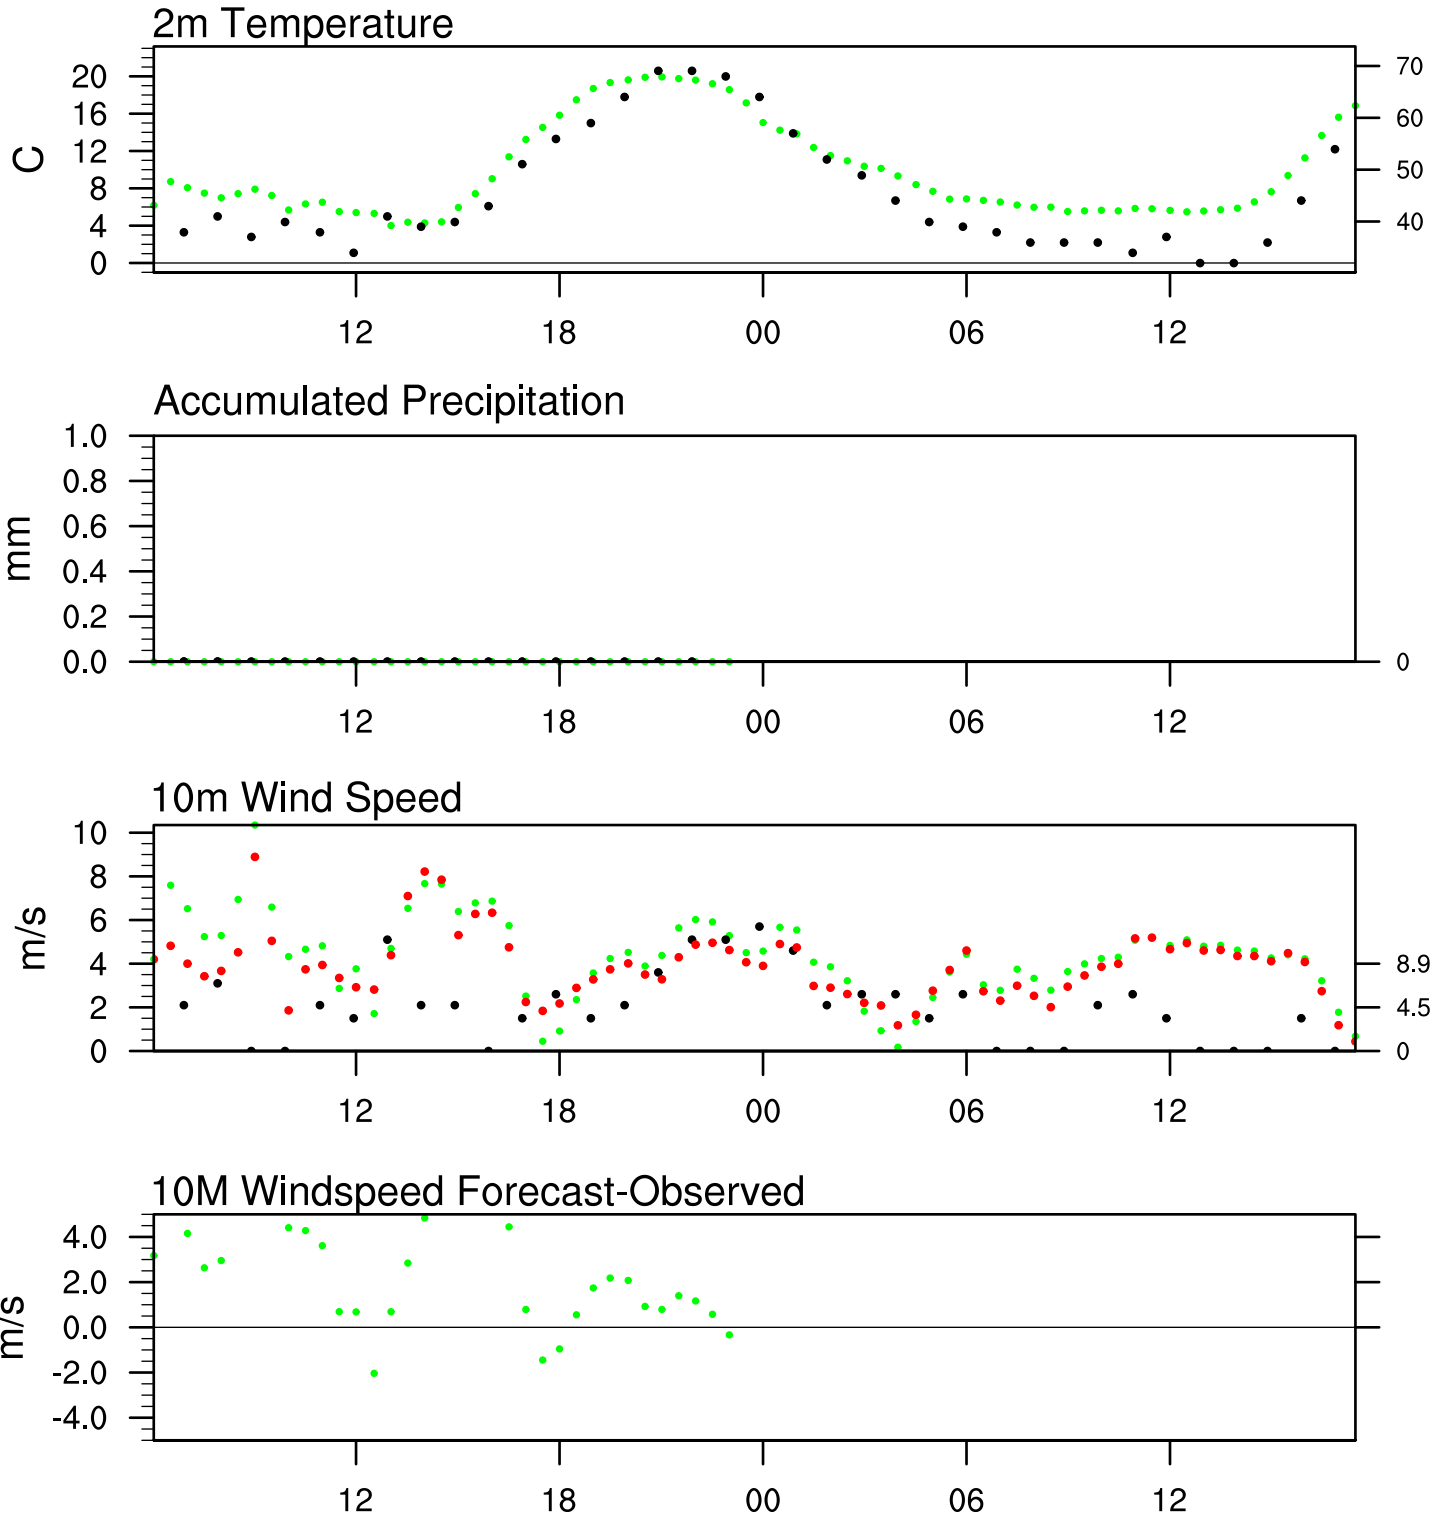 2m Temperature
20
16
12
8
4
0
C
70
60
50
40
12 18 00 06 12
Accumulated Precipitation
1.0
0.8
0.6
0.4
0.2
0.0
mm
0
12 18 00 06 12
10m Wind Speed
10
8
6
4
2
0
m/s
8.9
4.5
0
12 18 00 06 12
10M Windspeed Forecast-Observed
4.0
2.0
0.0
-2.0
-4.0
m/s
12 18 00 06 12